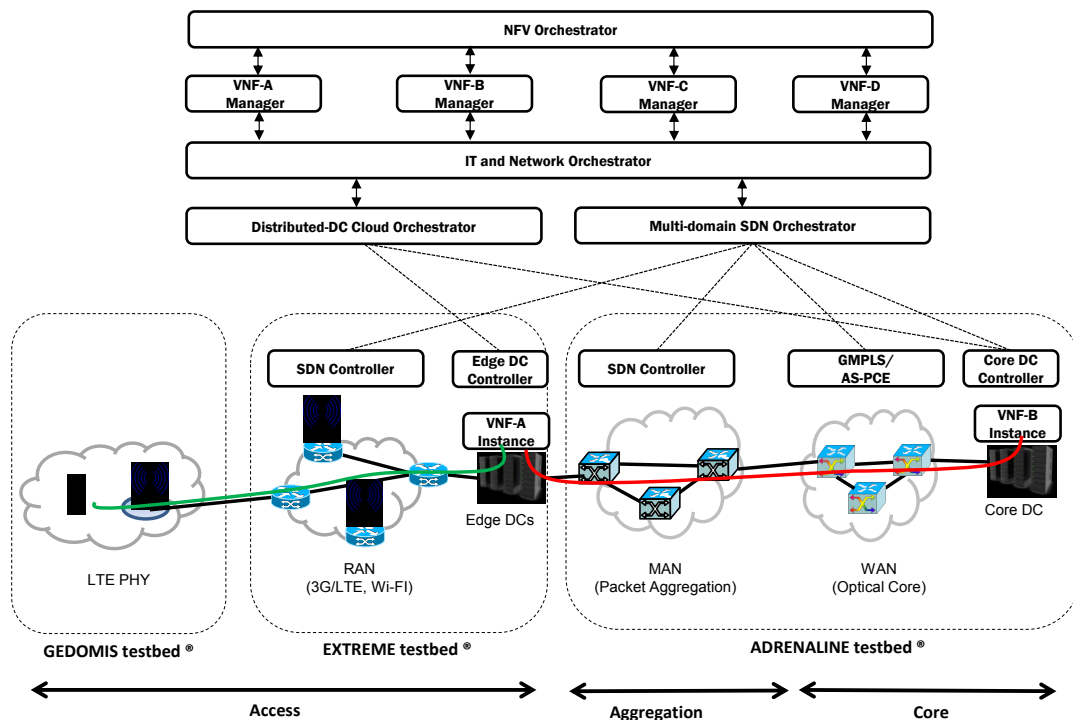 NFV Orchestrator
VNF-A
Manager
VNF-B
Manager
VNF-C
Manager
VNF-D
Manager
IT and Network Orchestrator
Distributed-DC Cloud Orchestrator
Multi-domain SDN Orchestrator
SDN Controller
Edge DC
Controller
SDN Controller
GMPLS/
AS-PCE
Core DC
Controller
VNF-A
Instance
VNF-B
Instance
Edge DCs
Core DC
LTE PHY
RAN
(3G/LTE, Wi-FI)
MAN
(Packet Aggregation)
WAN
(Optical Core)
GEDOMIS testbed ®
EXTREME testbed ®
ADRENALINE testbed ®
Access
Aggregation
Core